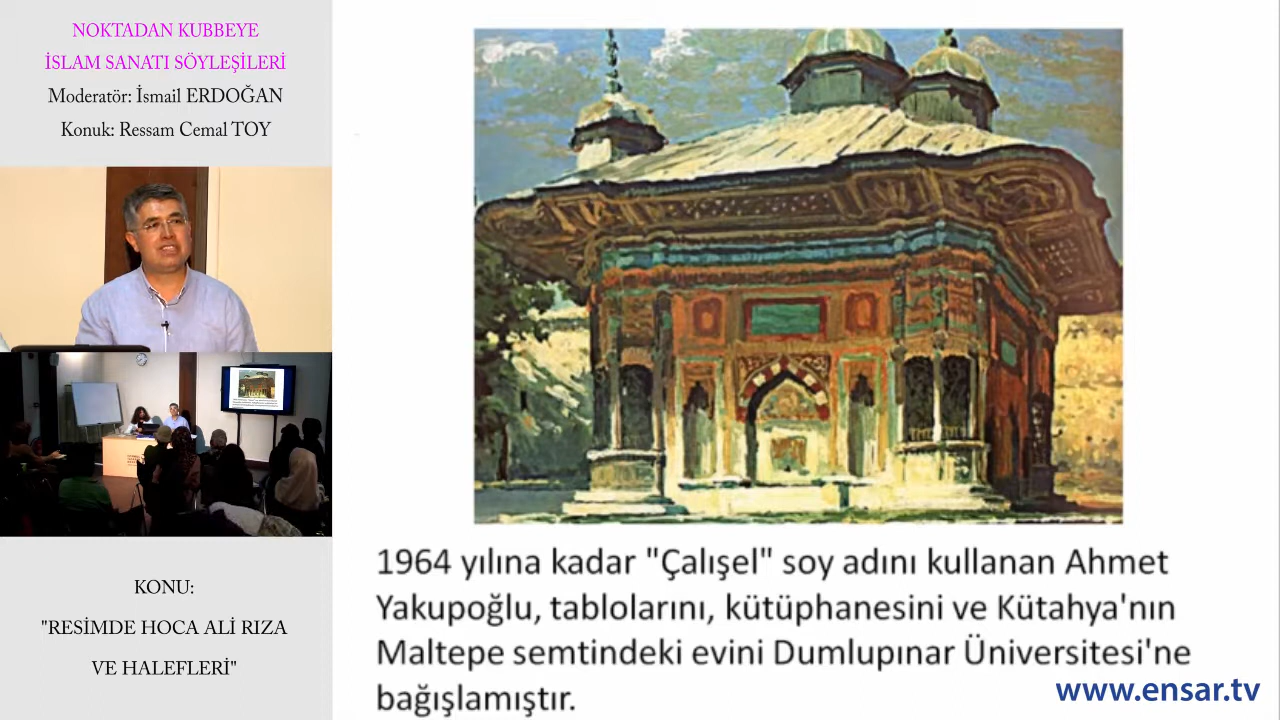 NOKTADAN KUBBEYE
İSLAM SANATI SÖYLEŞİLERİ
Moderatör: İsmail ERDOĞAN
Konuk: Ressam Cemal TOY
KONU:
"RESİMDE HOCA ALİ RIZA
VE HALEFLERİ"
1964 yılına kadar "Çalışel" soy adını kullanan Ahmet
Yakupoğlu, tablolarını, kütüphanesini ve Kütahya'nın
Maltepe semtindeki evini Dumlupınar Üniversitesi'ne
bağışlamıştır.
www.ensar.tv